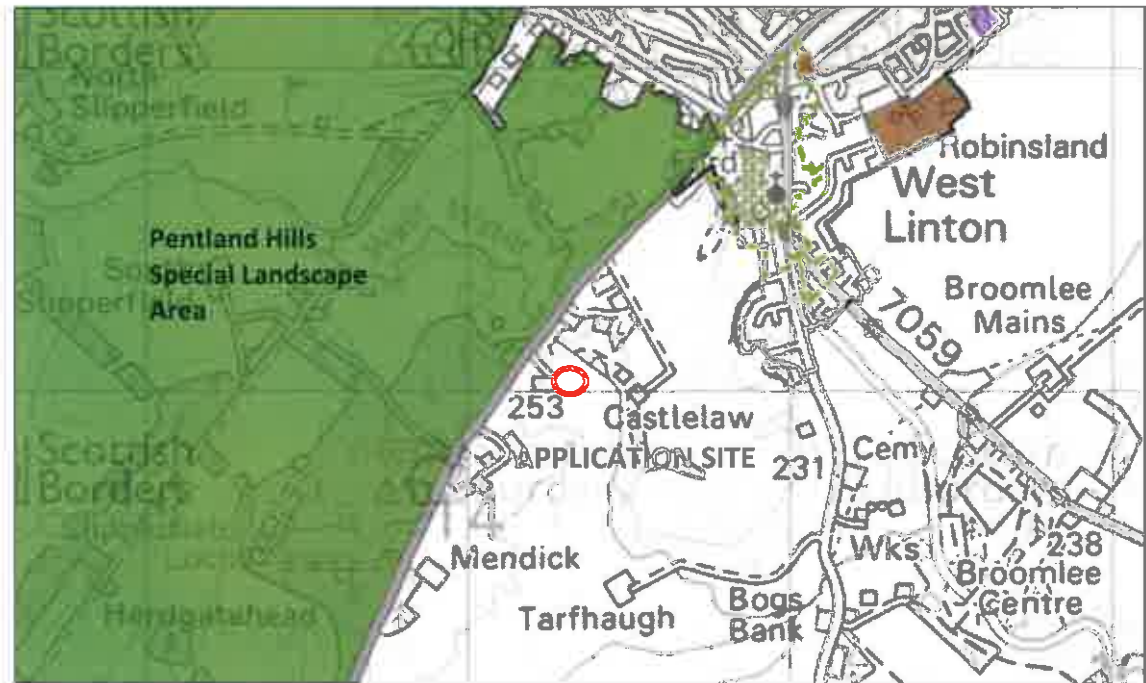 Scottish
Borders
North
Slipperfield
Robinsland
West
Linton
Pentland Hills
Special Landscape
Area
Slipperfield
Broomlee
Mains
7059
253
Castlelaw
APPLICATION SITE
231
Cemy
Scottish
Borders
14
Mendick
Wks
238
Broomlee
Centre
Tarfhaugh
Bogs
Bank
Hardgatehead